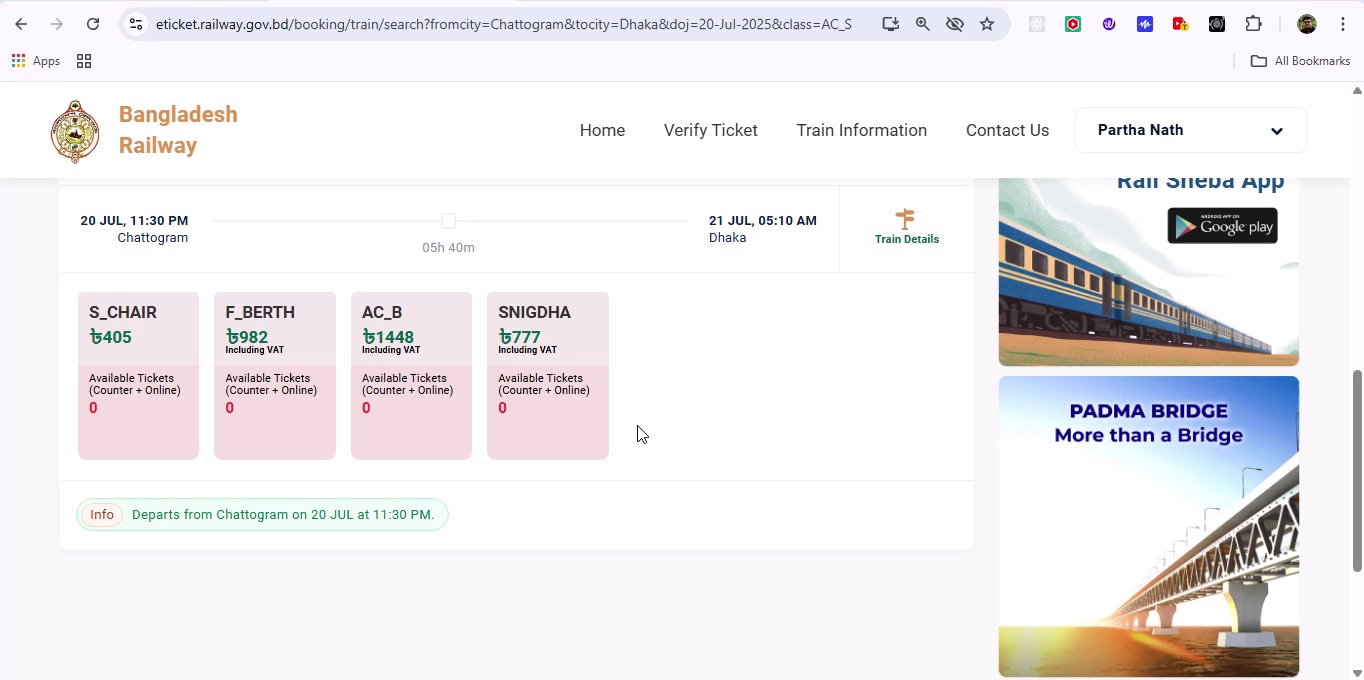 eticket.railway.gov.bd/booking/train/search?fromcity=Chattogram&tocity=Dhaka&doj=20-Jul-2025&class=AC_S
Apps
All Bookmarks
Bangladesh
Railway
Home
Verify Ticket
Train Information
Contact Us
Partha Nath
Rail Sheba App
ANDROID APP ON
Google play
20 JUL, 11:30 PM
Chattogram
05h 40m
21 JUL, 05:10 AM
Dhaka
Train Details
S_CHAIR
৳405
Available Tickets
(Counter + Online)
0
F_BERTH
৳982
Including VAT
Available Tickets
(Counter + Online)
0
AC_B
৳1448
Including VAT
Available Tickets
(Counter + Online)
0
SNIGDHA
৳777
Including VAT
Available Tickets
(Counter + Online)
0
PADMA BRIDGE
More than a Bridge
Info
Departs from Chattogram on 20 JUL at 11:30 PM.